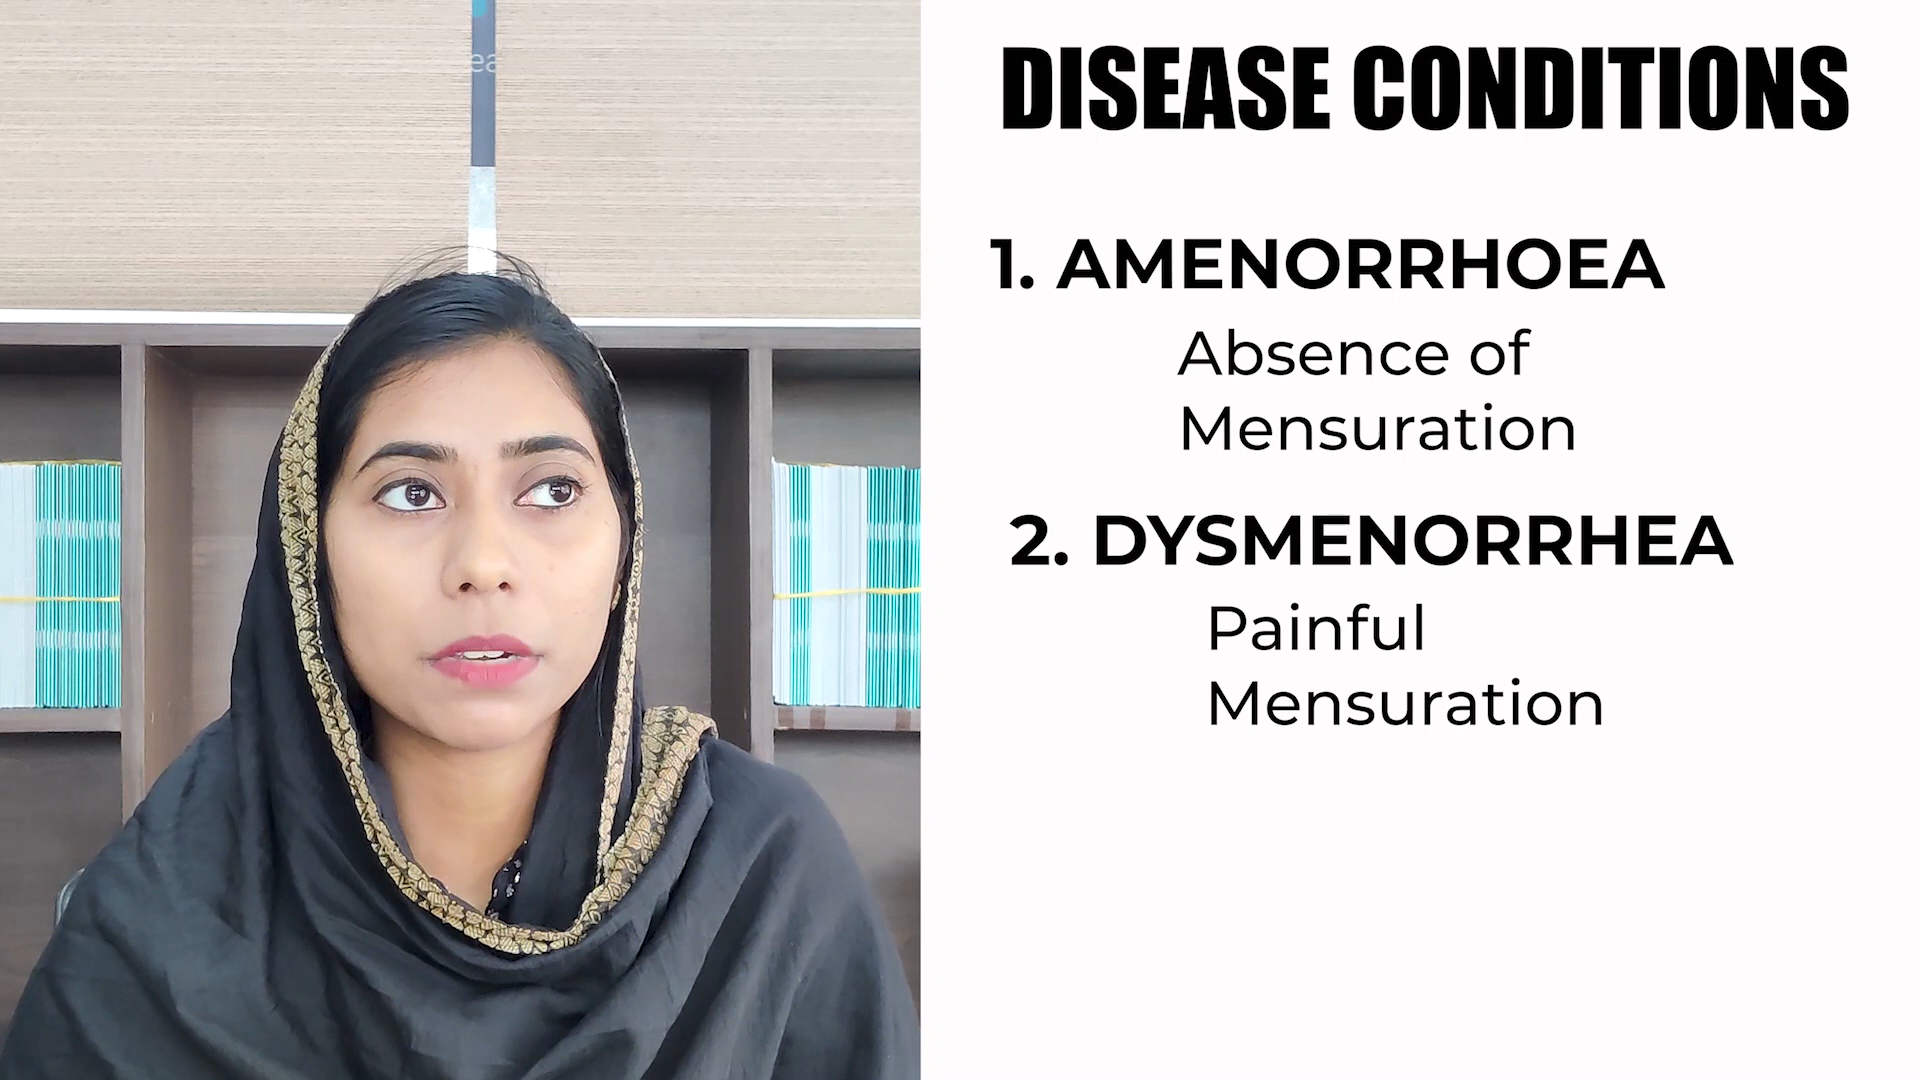 DISEASE CONDITIONS
1. AMENORRHOEA
Absence of
Mensuration
2. DYSMENORRHEA
Painful
Mensuration